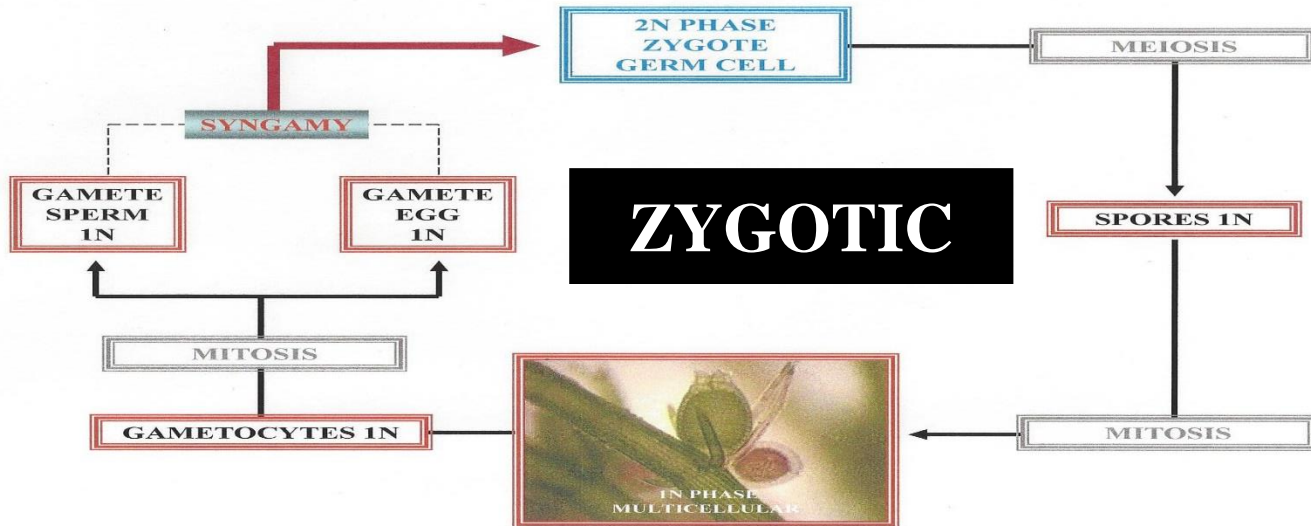 2N PHASE
ZYGOTE
GERM CELL
MEIOSIS
SYNGAMY
GAMETE
SPERM
1N
GAMETE
EGG
1N
ZYGOTIC
SPORES 1N
MITOSIS
GAMETOCYTES 1N
1N PHASE
MULTICELLULAR
MITOSIS